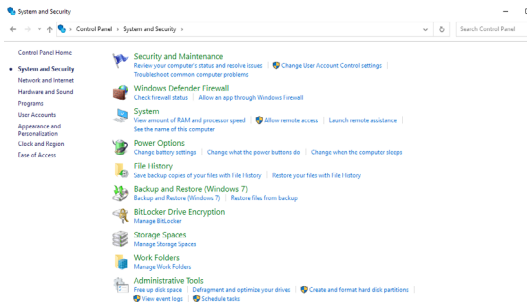 System and Security
Control Panel > System and Security >
Search Control Panel
Control Panel Home
System and Security
Network and Internet
Hardware and Sound
Programs
User Accounts
Appearance and
Personalization
Clock and Region
Ease of Access
Security and Maintenance
Review your computer's status and resolve issues | Change User Account Control settings |
Troubleshoot common computer problems
Windows Defender Firewall
Check firewall status | Allow an app through Windows Firewall
System
View amount of RAM and processor speed | Allow remote access | Launch remote assistance |
See the name of this computer
Power Options
Change battery settings | Change what the power buttons do | Change when the computer sleeps
File History
Save backup copies of your files with File History | Restore your files with File History
Backup and Restore (Windows 7)
Backup and Restore (Windows 7) | Restore files from backup
BitLocker Drive Encryption
Manage BitLocker
Storage Spaces
Manage Storage Spaces
Work Folders
Manage Work Folders
Administrative Tools
Free up disk space | Defragment and optimize your drives | Create and format hard disk partitions |
View event logs | Schedule tasks